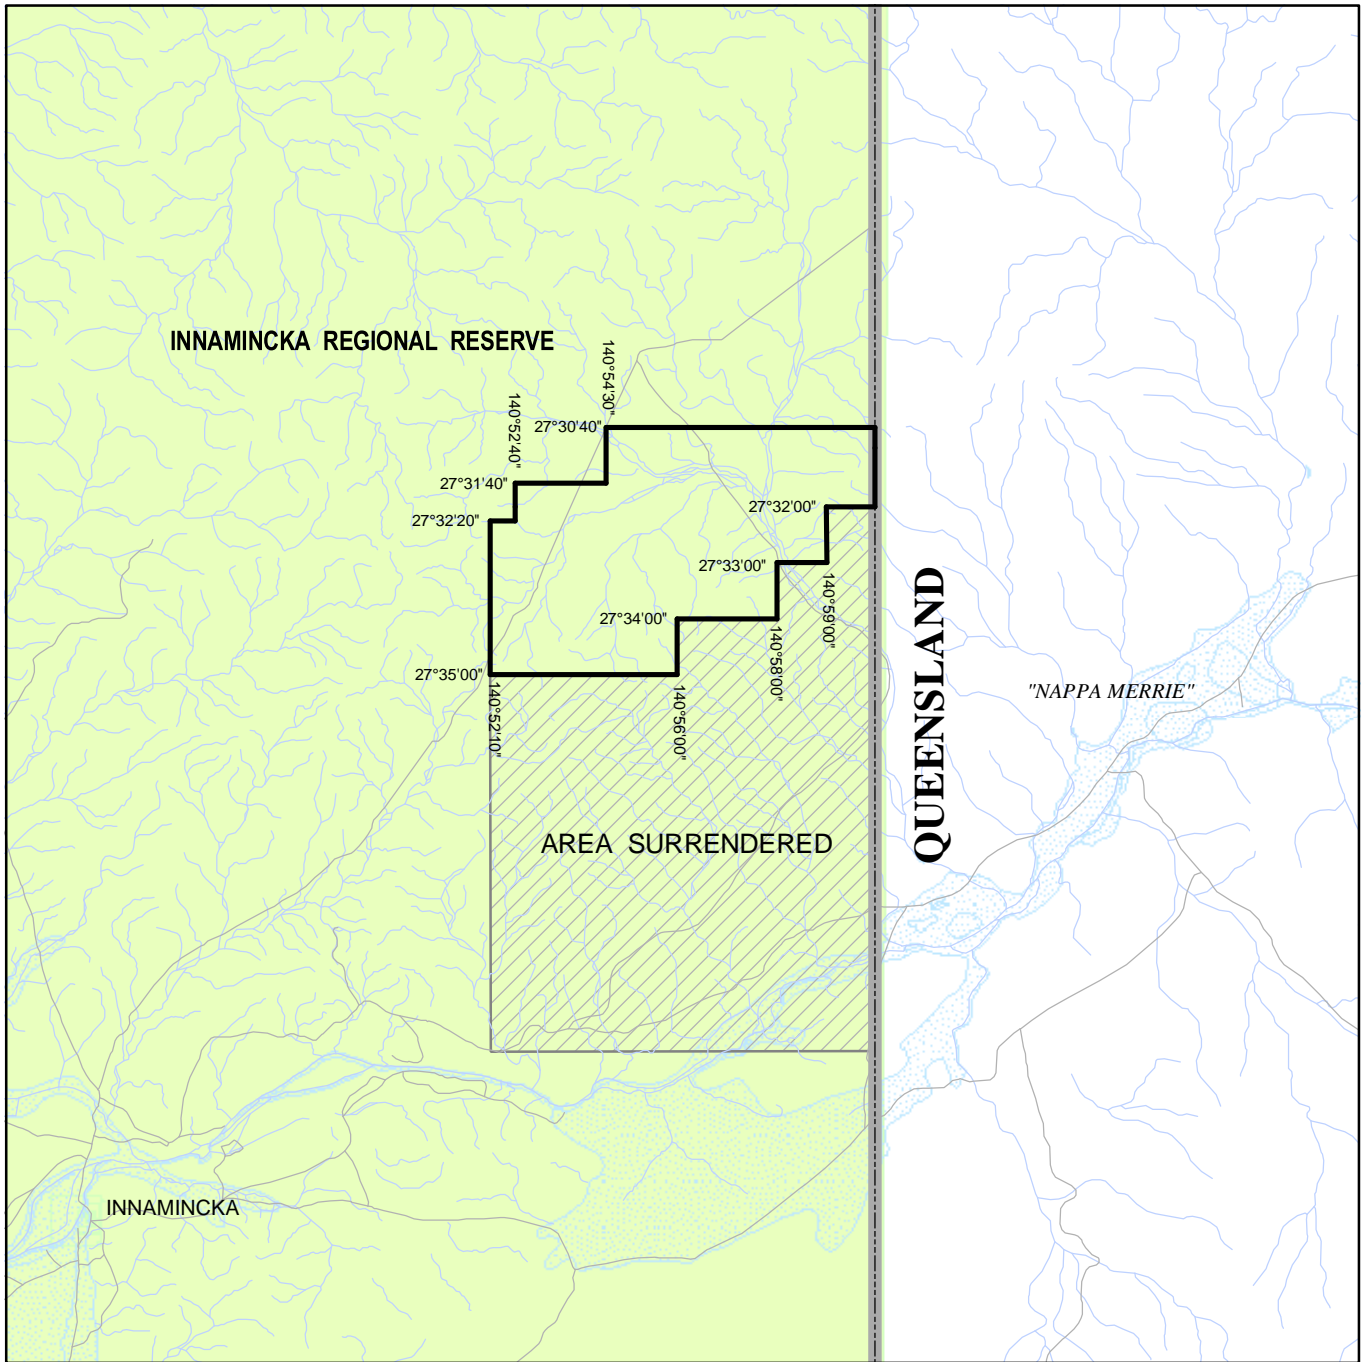 INNAMINCKA REGIONAL RESERVE
140°54'30"
140°52'40"
27°30'40"
27°31'40"
27°32'20"
27°32'00"
27°33'00"
140°59'00"
27°34'00"
140°58'00"
27°35'00"
140°52'10"
140°56'00"
QUEENSLAND
"NAPPA MERRIE"
AREA SURRENDERED
INNAMINCKA